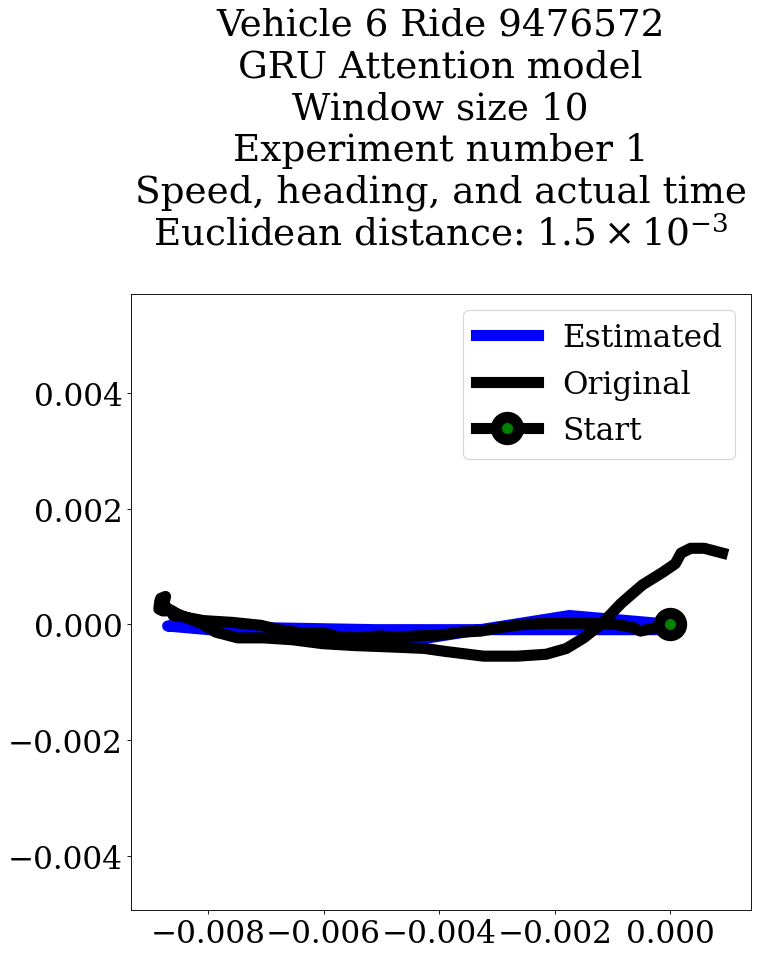 Vehicle 6 Ride 9476572
GRU Attention model
Window size 10
Experiment number 1
Speed, heading, and actual time
Euclidean distance: 1.5 × 10⁻³
Estimated
Original
Start
0.004
0.002
0.000
−0.002
−0.004
−0.008 −0.006 −0.004 −0.002 0.000